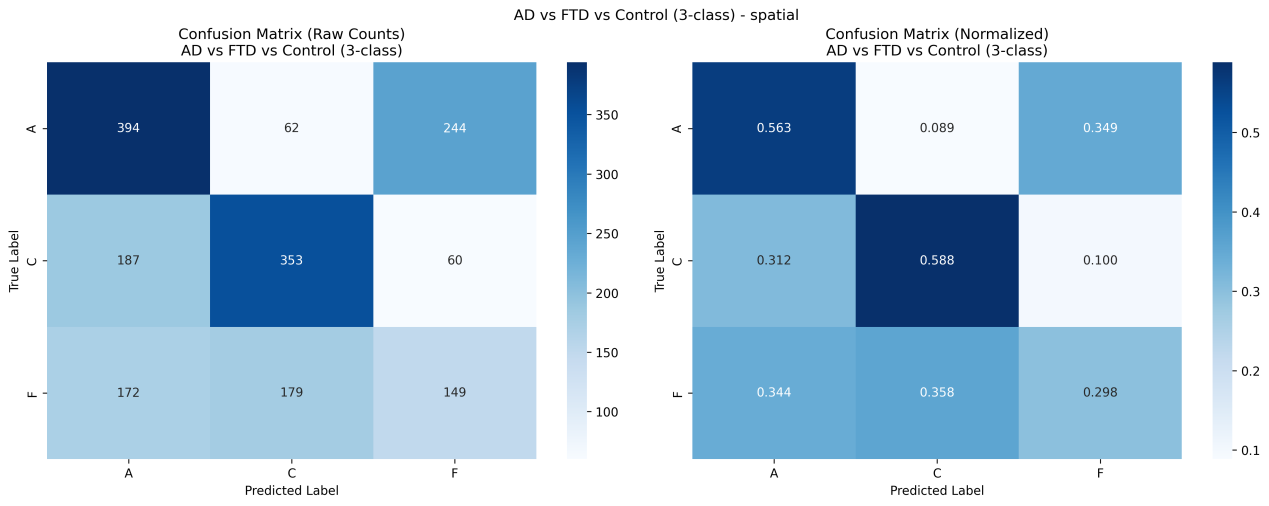 AD vs FTD vs Control (3-class) - spatial
Confusion Matrix (Raw Counts)
AD vs FTD vs Control (3-class)
True Label
A
C
F
394
62
244
187
353
60
172
179
149
A
C
F
Predicted Label
350
300
250
200
150
100
Confusion Matrix (Normalized)
AD vs FTD vs Control (3-class)
True Label
A
C
F
0.563
0.089
0.349
0.312
0.588
0.100
0.344
0.358
0.298
A
C
F
Predicted Label
0.5
0.4
0.3
0.2
0.1